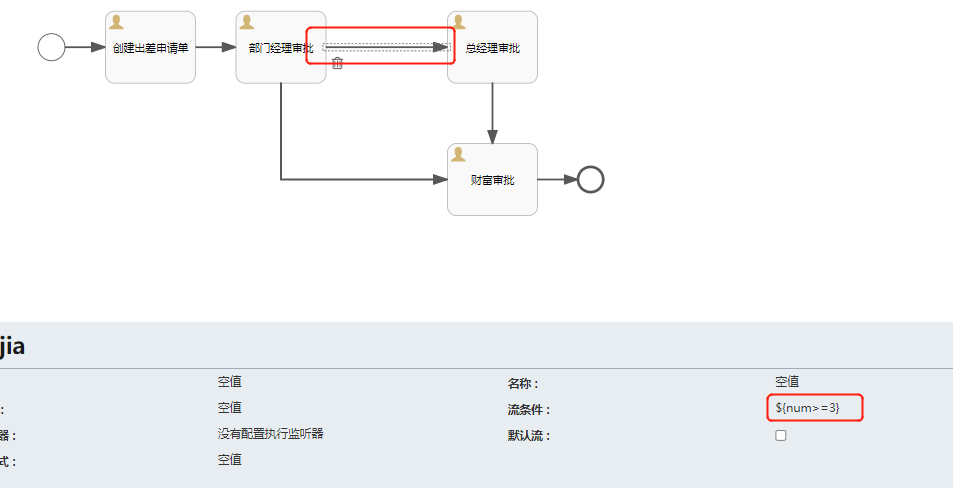 创建出差申请单
部门经理审批
总经理审批
财富审批
jia
空值
名称：
空值
：
空值
流条件：
${num>=3}
器：
没有配置执行监听器
默认流：
式：
空值